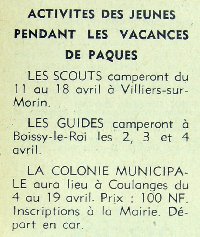 ACTIVITES DES JEUNES
PENDANT LES VACANCES
DE PAQUES
LES SCOUTS camperont du
11 au 18 avril à Villiers-sur-
Morin.
LES GUIDES camperont à
Boissy-le-Roi les 2, 3 et 4
avril.
LA COLONIE MUNICIPA-
LE aura lieu à Coulanges du
4 au 19 avril. Prix : 100 NF.
Inscriptions à la Mairie. Dé-
part en car.